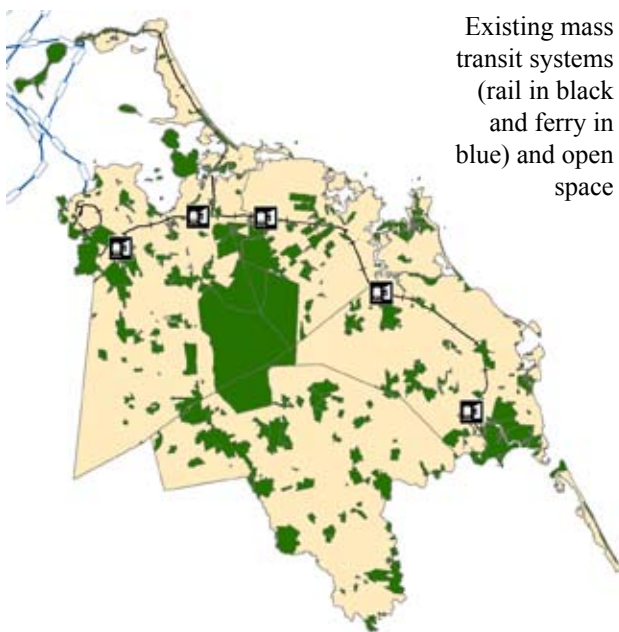 Existing mass
transit systems
(rail in black
and ferry in
blue) and open
space